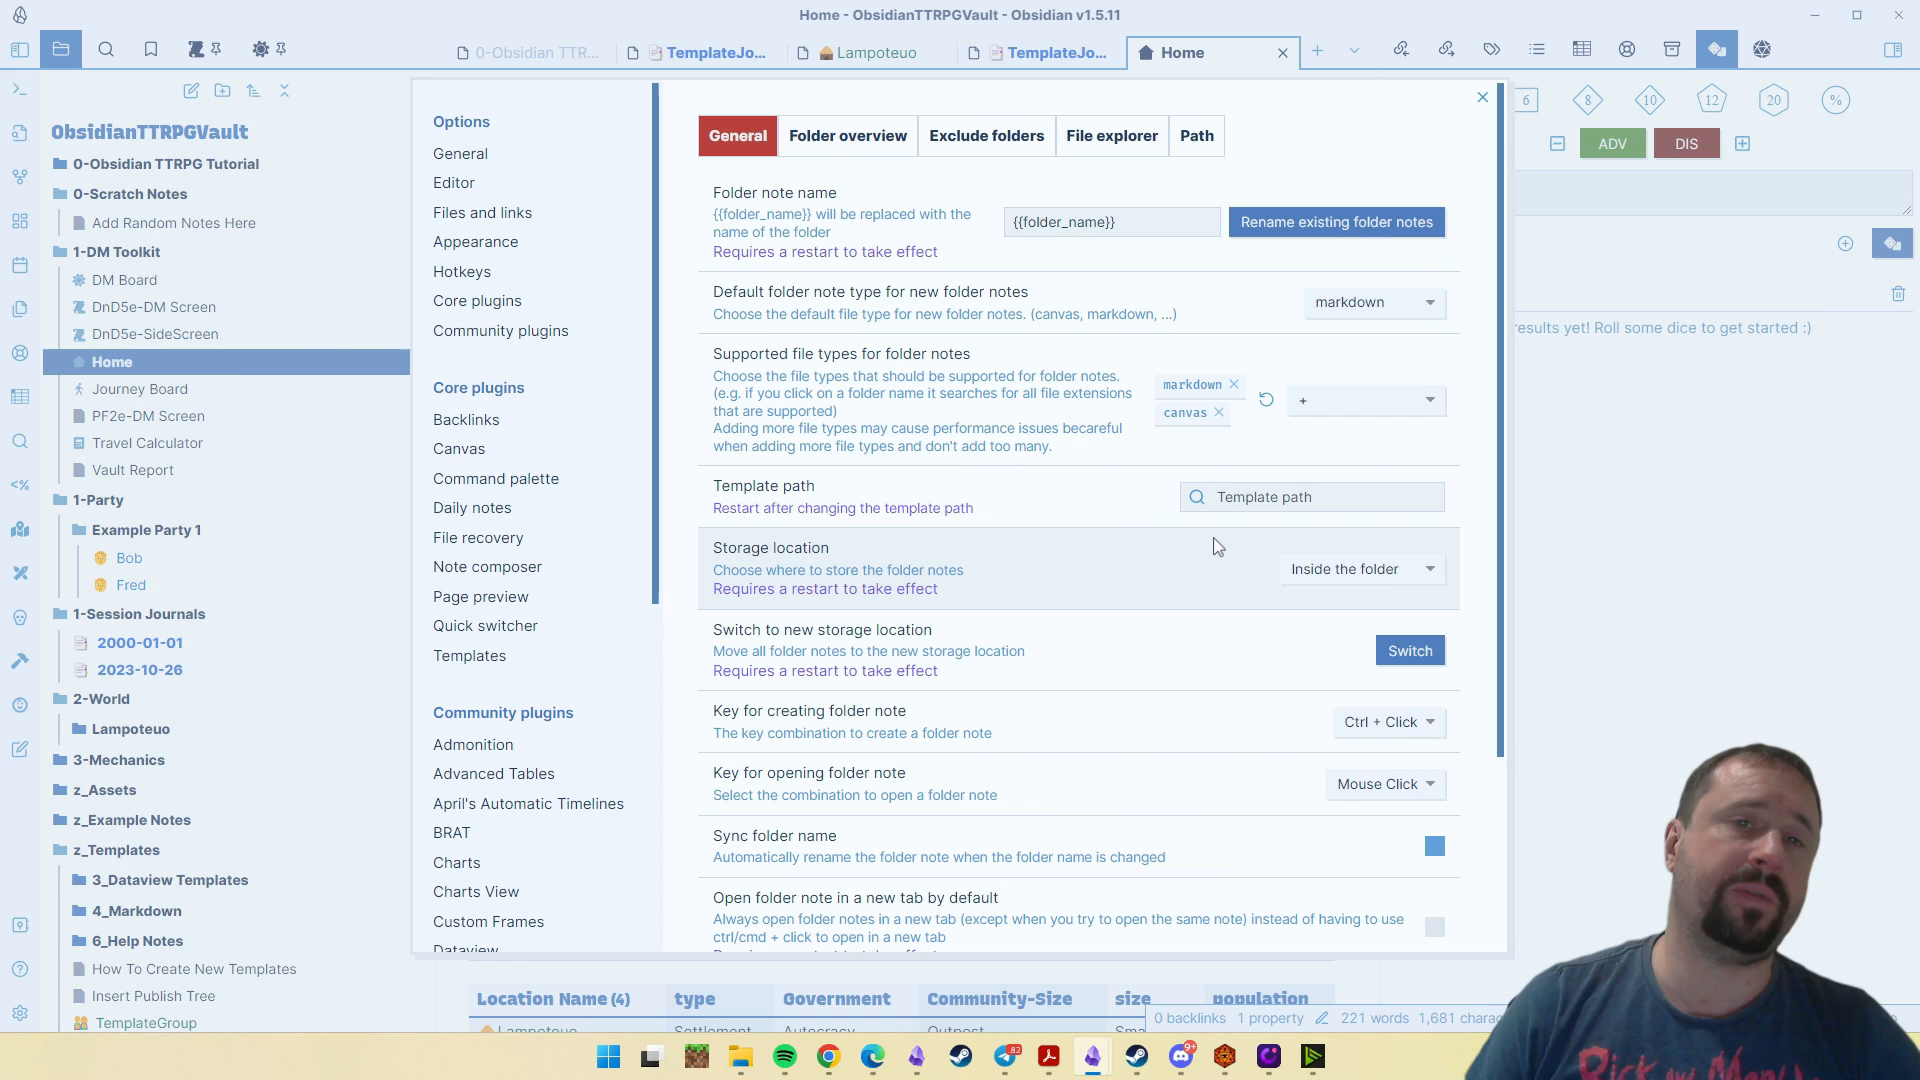 Home - ObsidianTTRPGVault - Obsidian v1.5.11
0-Obsidian TTR...
TemplateJo...
Lampoteuo
TemplateJo...
Home
ObsidianTTRPGVault
0-Obsidian TTRPG Tutorial
0-Scratch Notes
Add Random Notes Here
1-DM Toolkit
DM Board
DnD5e-DM Screen
DnD5e-SideScreen
Home
Journey Board
PF2e-DM Screen
Travel Calculator
Vault Report
1-Party
Example Party 1
Bob
Fred
1-Session Journals
2000-01-01
2023-10-26
2-World
Lampoteuo
3-Mechanics
z_Assets
z_Example Notes
z_Templates
3_Dataview Templates
4_Markdown
6_Help Notes
How To Create New Templates
Insert Publish Tree
TemplateGroup
Options
General
Editor
Files and links
Appearance
Hotkeys
Core plugins
Community plugins
Core plugins
Backlinks
Canvas
Command palette
Daily notes
File recovery
Note composer
Page preview
Quick switcher
Templates
Community plugins
Admonition
Advanced Tables
April's Automatic Timelines
BRAT
Charts
Charts View
Custom Frames
Dataview
General
Folder overview
Exclude folders
File explorer
Path
Folder note name
{{folder_name}} will be replaced with the
name of the folder
Requires a restart to take effect
{{folder_name}}
Rename existing folder notes
Default folder note type for new folder notes
Choose the default file type for new folder notes. (canvas, markdown, ...)
markdown
Supported file types for folder notes
Choose the file types that should be supported for folder notes.
(e.g. if you click on a folder name it searches for all file extensions
that are supported)
Adding more file types may cause performance issues becareful
when adding more file types and don't add too many.
markdown
canvas
+
Template path
Restart after changing the template path
Template path
Storage location
Choose where to store the folder notes
Requires a restart to take effect
Inside the folder
Switch to new storage location
Move all folder notes to the new storage location
Requires a restart to take effect
Switch
Key for creating folder note
The key combination to create a folder note
Ctrl + Click
Key for opening folder note
Select the combination to open a folder note
Mouse Click
Sync folder name
Automatically rename the folder note when the folder name is changed
Open folder note in a new tab by default
Always open folder notes in a new tab (except when you try to open the same note) instead of having to use
ctrl/cmd + click to open in a new tab
6
8
10
12
20
%
ADV
DIS
results yet! Roll some dice to get started :)
Location Name (4)
type
Government
Community-Size
size
population
Lampoteuo
Settlement
Autocracy
Outpost
Sma
0 backlinks
1 property
221 words
1,681 charac
82
9+